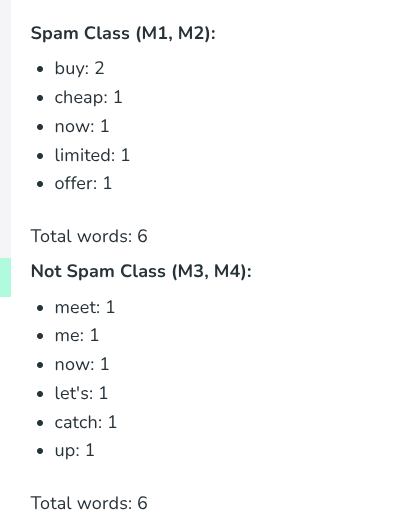 Spam Class (M1, M2):
• buy: 2
• cheap: 1
• now: 1
• limited: 1
• offer: 1
Total words: 6
Not Spam Class (M3, M4):
• meet: 1
• me: 1
• now: 1
• let's: 1
• catch: 1
• up: 1
Total words: 6